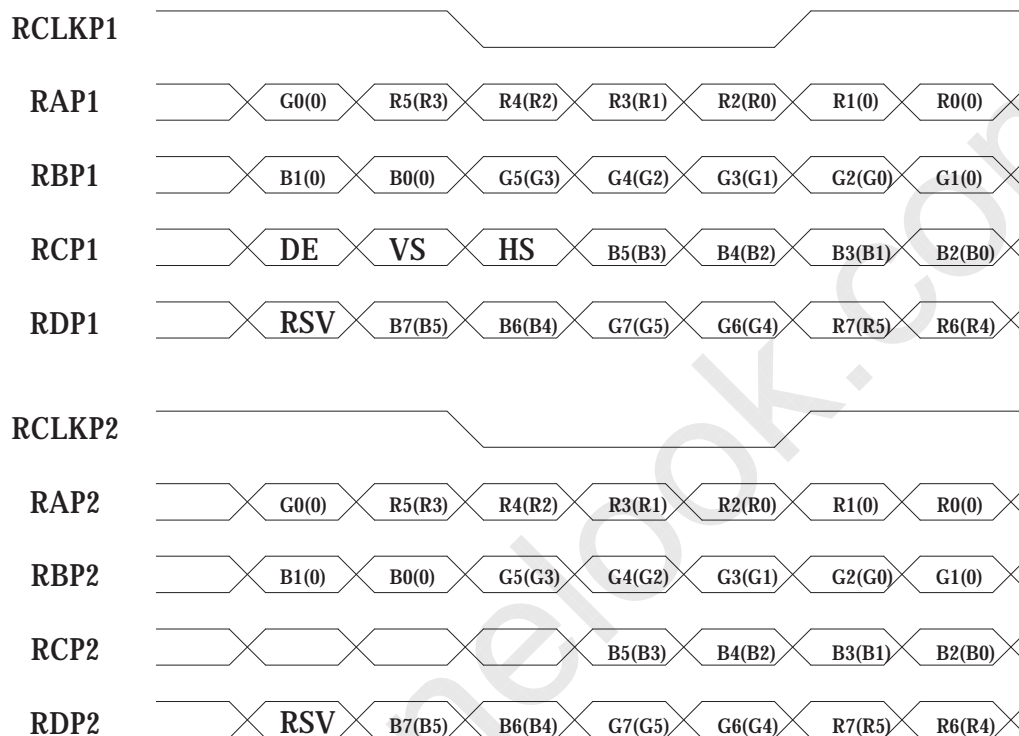 RCLKP1
RAP1 G0(0) R5(R3) R4(R2) R3(R1) R2(R0) R1(0) R0(0)
RBP1 B1(0) B0(0) G5(G3) G4(G2) G3(G1) G2(G0) G1(0)
RCP1 DE VS HS B5(B3) B4(B2) B3(B1) B2(B0)
RDP1 RSV B7(B5) B6(B4) G7(G5) G6(G4) R7(R5) R6(R4)
RCLKP2
RAP2 G0(0) R5(R3) R4(R2) R3(R1) R2(R0) R1(0) R0(0)
RBP2 B1(0) B0(0) G5(G3) G4(G2) G3(G1) G2(G0) G1(0)
RCP2 B5(B3) B4(B2) B3(B1) B2(B0)
RDP2 RSV B7(B5) B6(B4) G7(G5) G6(G4) R7(R5) R6(R4)